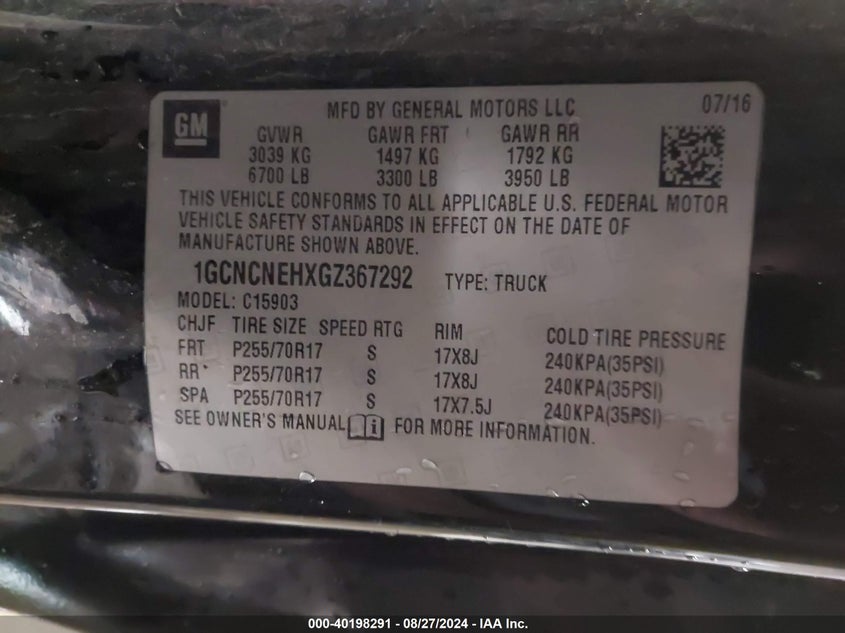 GM
MFD BY GENERAL MOTORS LLC 07/16
GVWR GAWR FRT GAWR RR
3039 KG 1497 KG 1792 KG
6700 LB 3300 LB 3950 LB
THIS VEHICLE CONFORMS TO ALL APPLICABLE U.S. FEDERAL MOTOR
VEHICLE SAFETY STANDARDS IN EFFECT ON THE DATE OF
MANUFACTURE SHOWN ABOVE.
1GCNCNEHXGZ367292 TYPE: TRUCK
MODEL: C15903
CHJF TIRE SIZE SPEED RTG RIM COLD TIRE PRESSURE
FRT P255/70R17 S 17X8J 240KPA(35PSI)
RR P255/70R17 S 17X8J 240KPA(35PSI)
SPA P255/70R17 S 17X7.5J 240KPA(35PSI)
SEE OWNER'S MANUAL i FOR MORE INFORMATION.
000-40198291 - 08/27/2024 - IAA Inc.